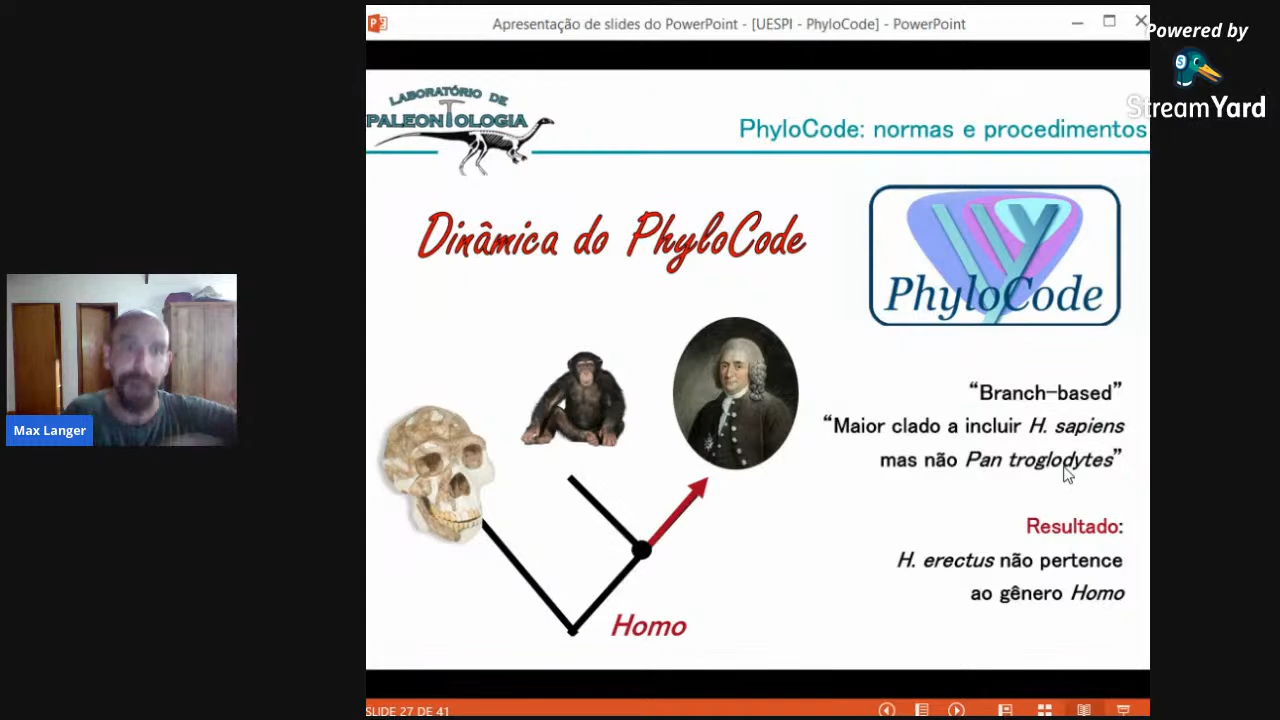 Apresentação de slides do PowerPoint - [UESPI - PhyloCode] - PowerPoint
Powered by
StreamYard
LABORATÓRIO DE
PALEONTOLOGIA
PhyloCode: normas e procedimentos
Dinâmica do PhyloCode
PhyloCode
"Branch-based"
"Maior clado a incluir H. sapiens
mas não Pan troglodytes"
Resultado:
H. erectus não pertence
ao gênero Homo
Homo
Max Langer
SLIDE 27 DE 41